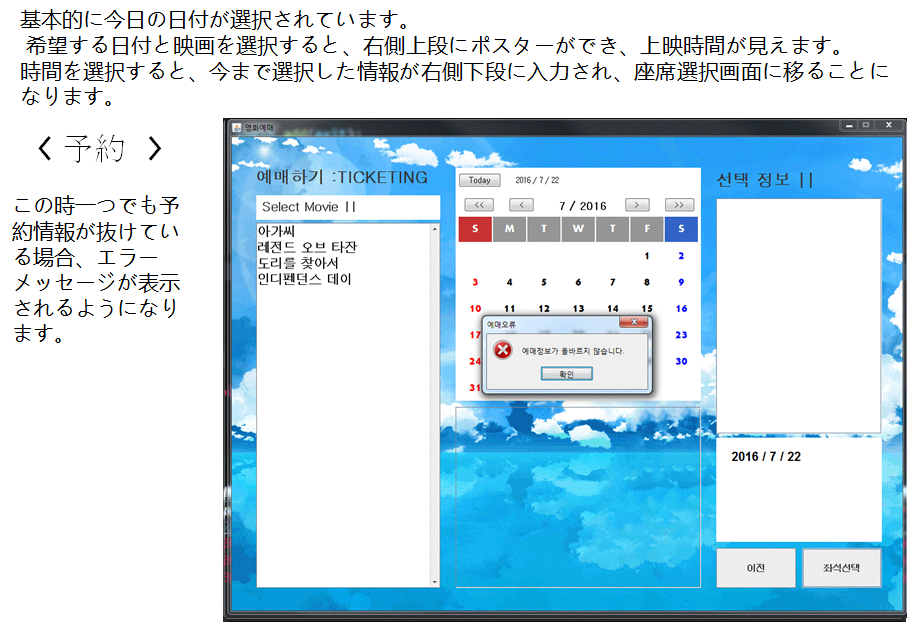 基本的に今日の日付が選択されています。
希望する日付と映画を選択すると、右側上段にポスターができ、上映時間が見えます。
時間を選択すると、今まで選択した情報が右側下段に入力され、座席選択画面に移ることに
なります。
< 予約 >
この時一つでも予
約情報が抜けてい
る場合、エラー
メッセージが表示
されるようになり
ます。
영화예매
예매하기 :TICKETING
Select Movie ||
아가씨
레전드 오브 타잔
도리를 찾아서
인디펜던스 데이
Today 2016 / 7 / 22
<< < 7 / 2016 > >>
S M T W T F S
1 2
3 4 5 6 7 8 9
10 11 12 13 14 15 16
17 23
24 30
31
예매오류
예매정보가 올바르지 않습니다.
확인
선택 정보 ||
2016 / 7 / 22
이전 좌석선택